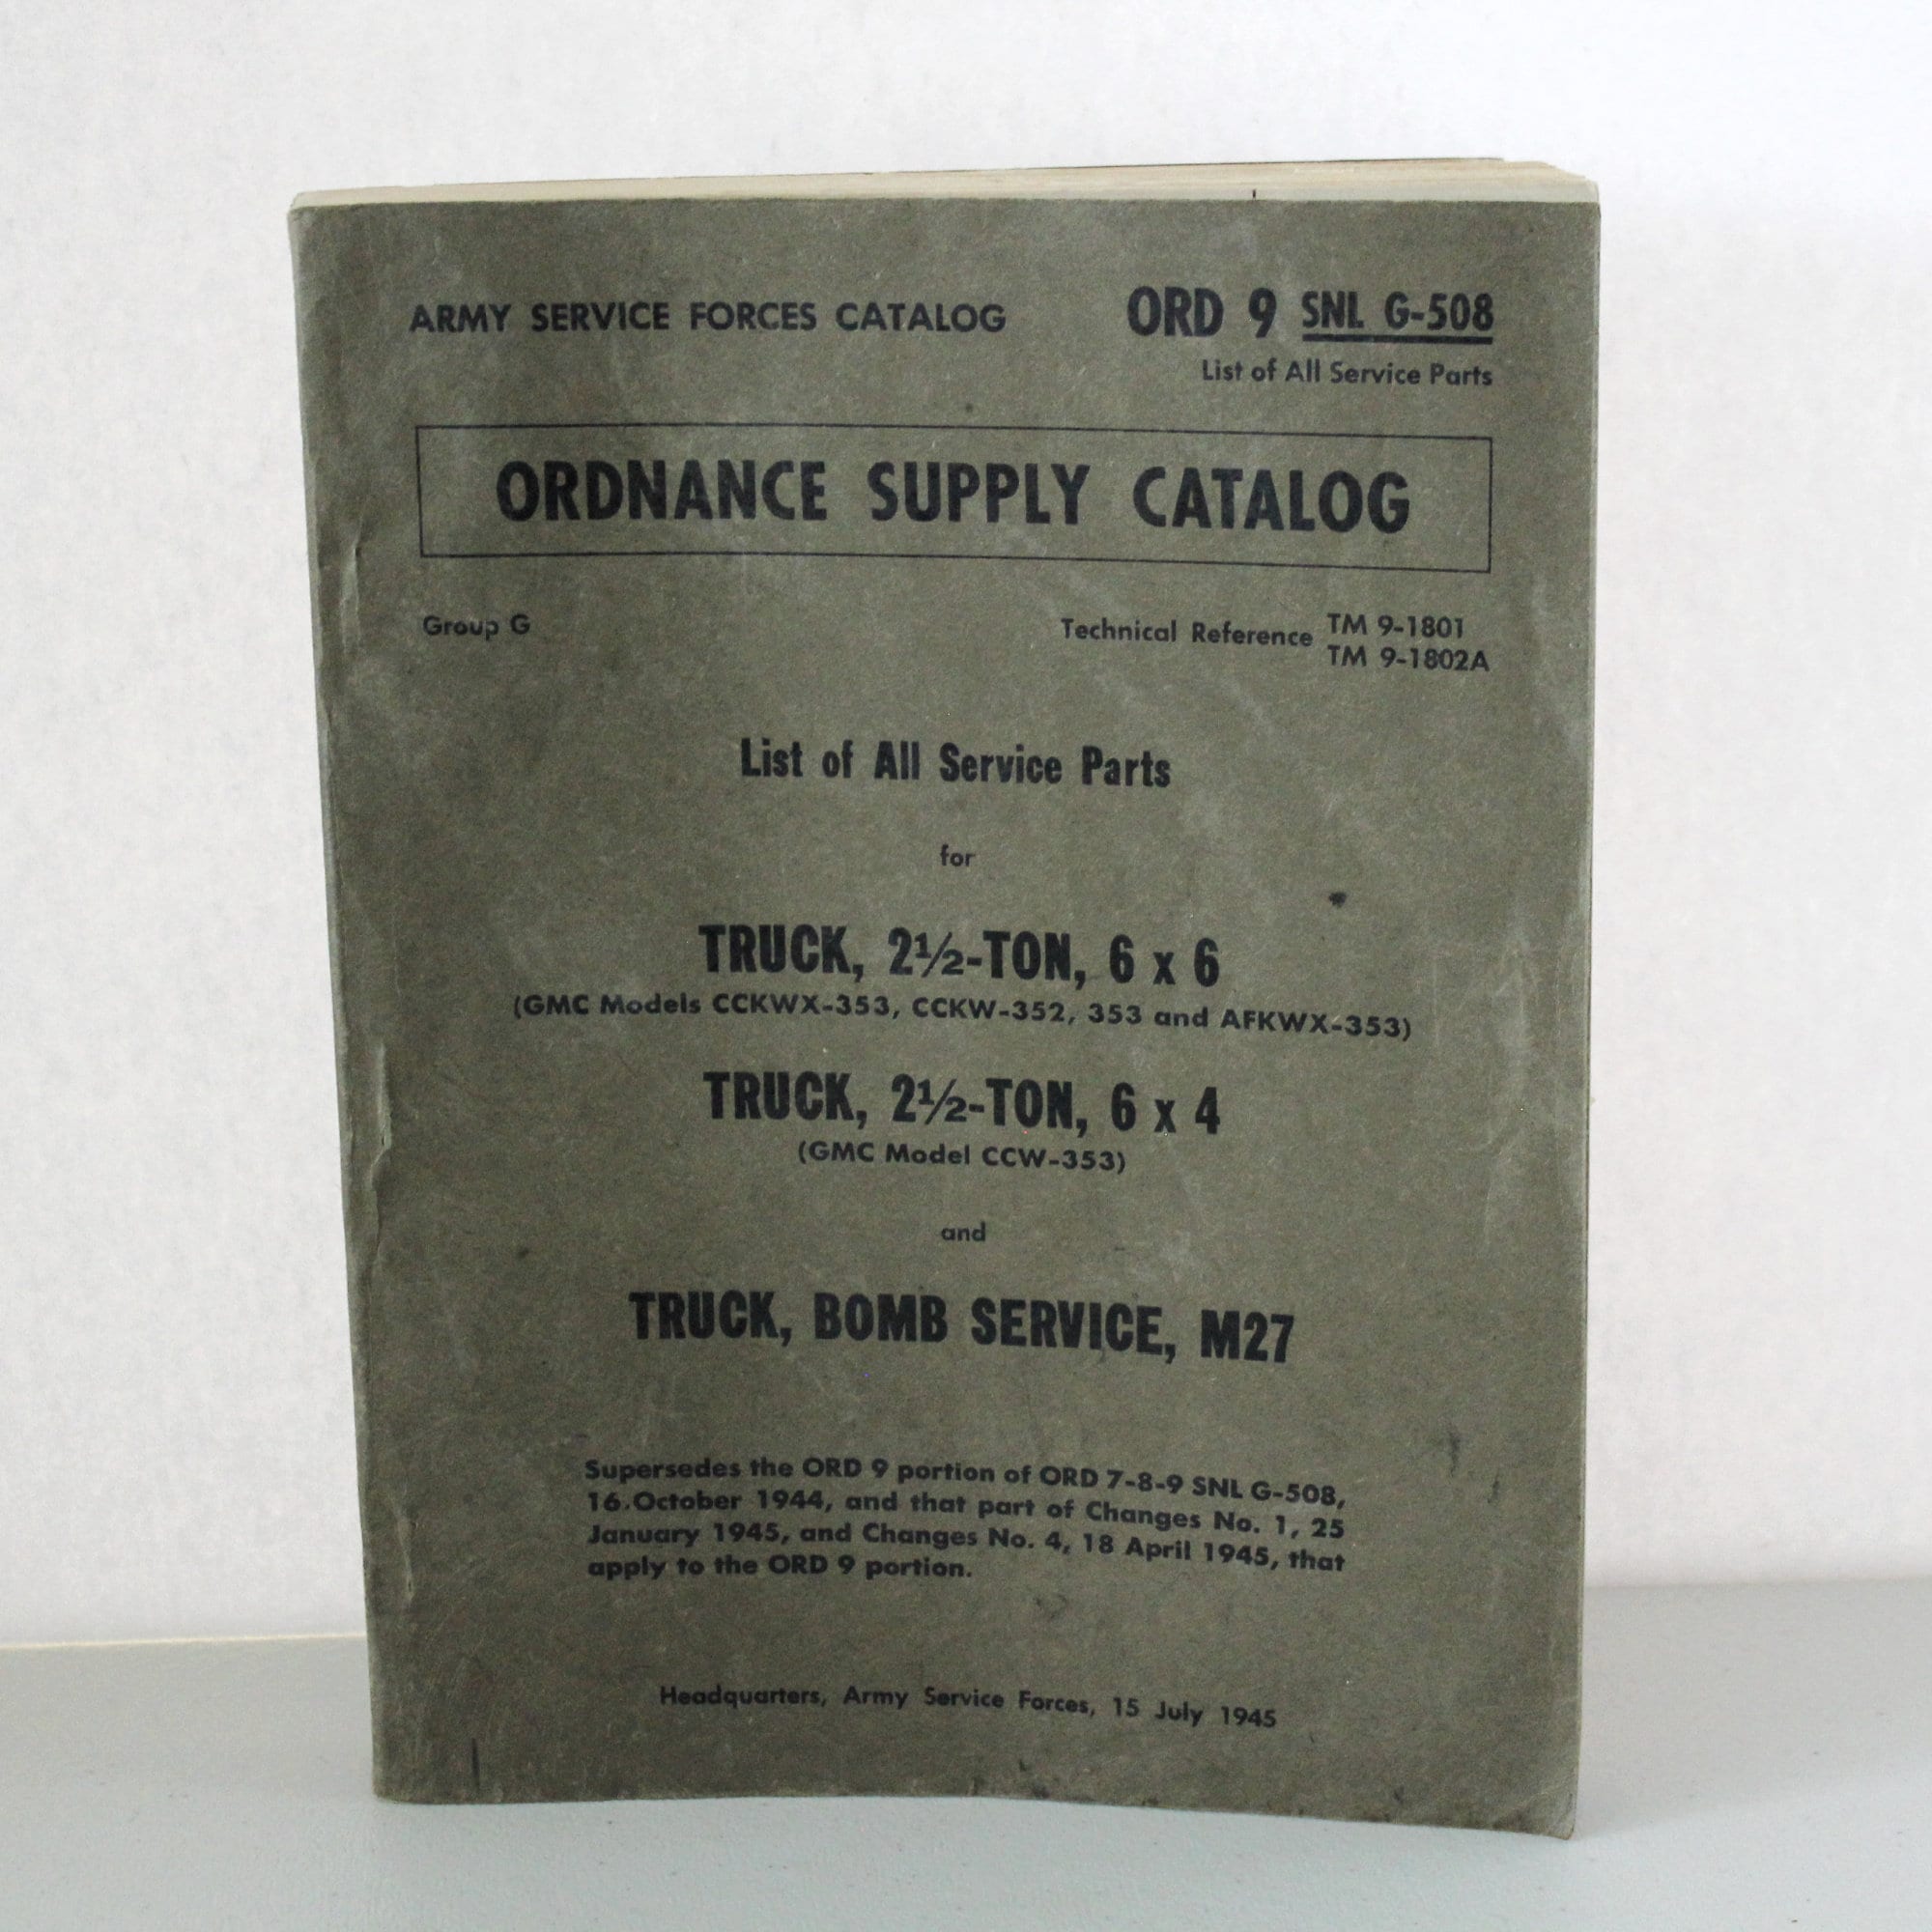 ARMY SERVICE FORCES CATALOG
ORD 9 SNL G-508
List of All Service Parts
ORDNANCE SUPPLY CATALOG
Group G
Technical Reference TM 9-1801
TM 9-1802A
List of All Service Parts
for
TRUCK, 2½-TON, 6 x 6
(GMC Models CCKWX-353, CCKW-352, 353 and AFKWX-353)
TRUCK, 2½-TON, 6 x 4
(GMC Model CCW-353)
and
TRUCK, BOMB SERVICE, M27
Supersedes the ORD 9 portion of ORD 7-8-9 SNL G-508,
16 October 1944, and that part of Changes No. 1, 25
January 1945, and Changes No. 4, 18 April 1945, that
apply to the ORD 9 portion.
Headquarters, Army Service Forces, 15 July 1945